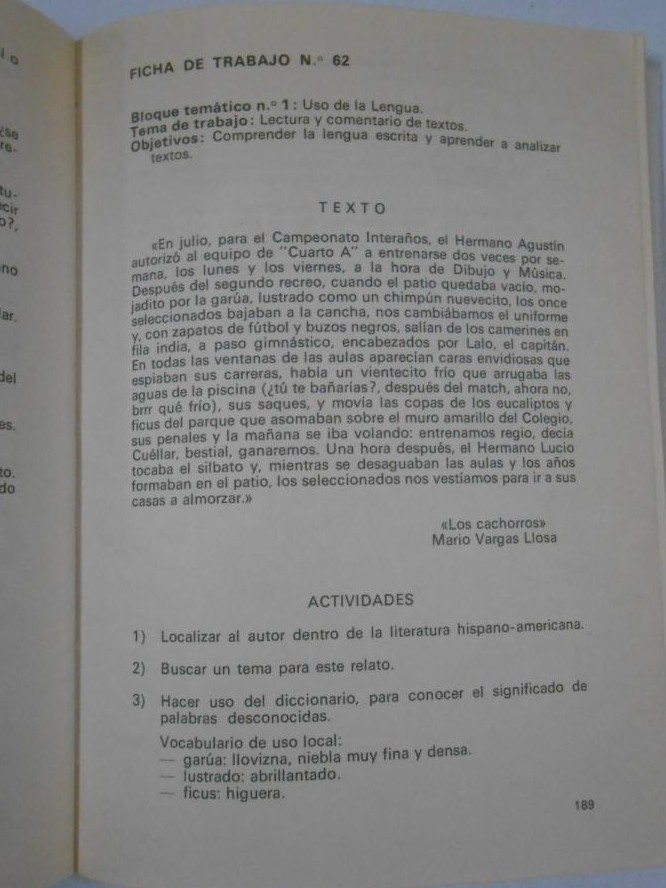 FICHA DE TRABAJO N.º 62
Bloque temático n.º 1: Uso de la Lengua.
Tema de trabajo: Lectura y comentario de textos.
Objetivos: Comprender la lengua escrita y aprender a analizar
textos.
TEXTO
«En julio, para el Campeonato Interaños, el Hermano Agustín
autorizó al equipo de "Cuarto A" a entrenarse dos veces por se-
mana, los lunes y los viernes, a la hora de Dibujo y Música.
Después del segundo recreo, cuando el patio quedaba vacío, mo-
jadito por la garúa, lustrado como un chimpún nuevecito, los once
seleccionados bajaban a la cancha, nos cambiábamos el uniforme
y, con zapatos de fútbol y buzos negros, salían de los camerines en
fila india, a paso gimnástico, encabezados por Lalo, el capitán.
En todas las ventanas de las aulas aparecían caras envidiosas que
espiaban sus carreras, había un vientecito frío que arrugaba las
aguas de la piscina (¿tú te bañarías?, después del match, ahora no,
brrr qué frío), sus saques, y movía las copas de los eucaliptos y
ficus del parque que asomaban sobre el muro amarillo del Colegio,
sus penales y la mañana se iba volando: entrenamos regio, decía
Cuéllar, bestial, ganaremos. Una hora después, el Hermano Lucio
tocaba el silbato y, mientras se desaguaban las aulas y los años
formaban en el patio, los seleccionados nos vestíamos para ir a sus
casas a almorzar.»
«Los cachorros»
Mario Vargas Llosa
ACTIVIDADES
1) Localizar al autor dentro de la literatura hispano-americana.
2) Buscar un tema para este relato.
3) Hacer uso del diccionario, para conocer el significado de
palabras desconocidas.
Vocabulario de uso local:
— garúa: llovizna, niebla muy fina y densa.
— lustrado: abrillantado.
— ficus: higuera.
189